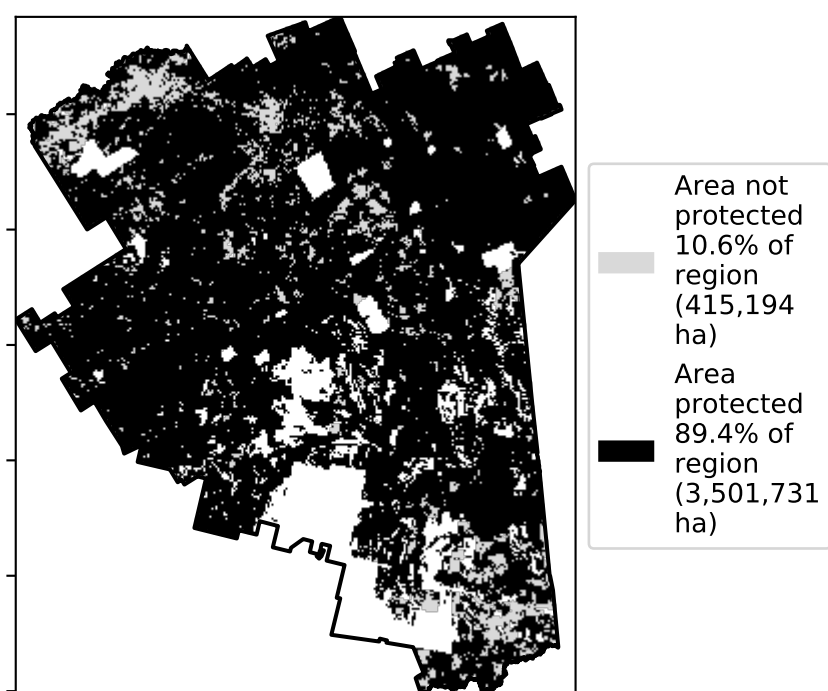 Area not
protected
10.6% of
region
(415,194
ha)
Area
protected
89.4% of
region
(3,501,731
ha)